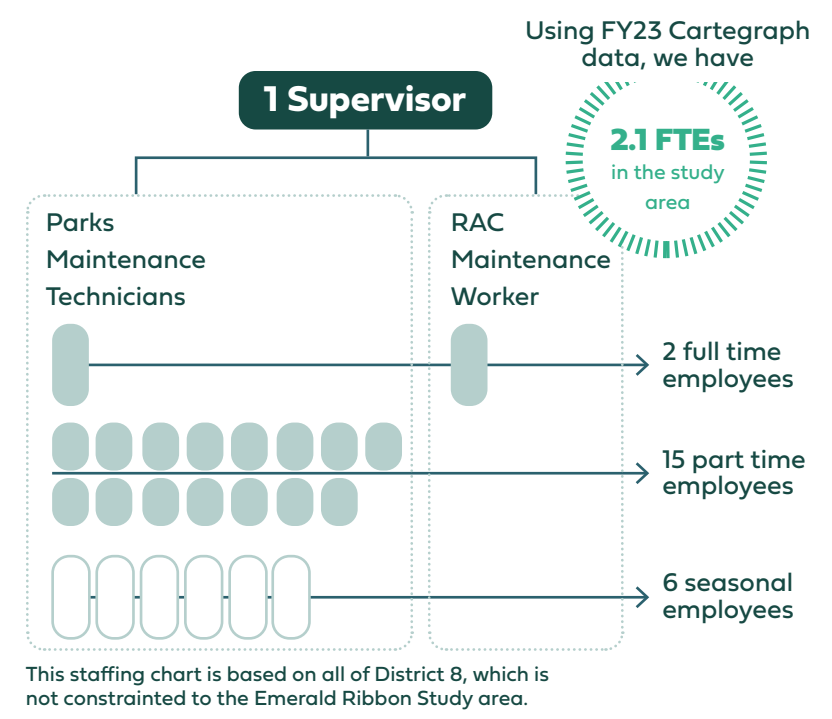 Using FY23 Cartegraph
data, we have
1 Supervisor
2.1 FTEs
in the study
area
Parks
Maintenance
Technicians
RAC
Maintenance
Worker
2 full time
employees
15 part time
employees
6 seasonal
employees
This staffing chart is based on all of District 8, which is
not constrainted to the Emerald Ribbon Study area.